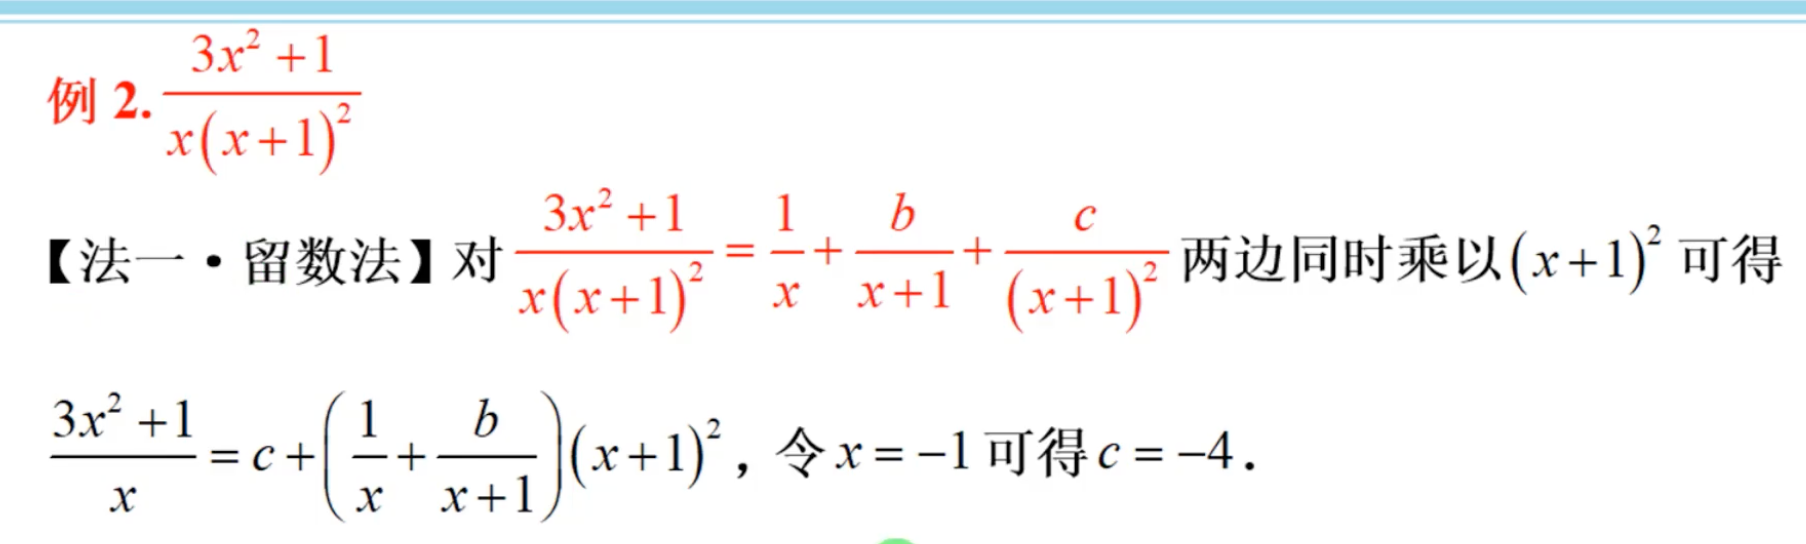 例 2. \frac{3x^2+1}{x(x+1)^2}
【法一·留数法】对 \frac{3x^2+1}{x(x+1)^2} = \frac{1}{x} + \frac{b}{x+1} + \frac{c}{(x+1)^2} 两边同时乘以 (x+1)^2 可得
\frac{3x^2+1}{x} = c + \left( \frac{1}{x} + \frac{b}{x+1} \right) (x+1)^2，令 x = -1 可得 c = -4．